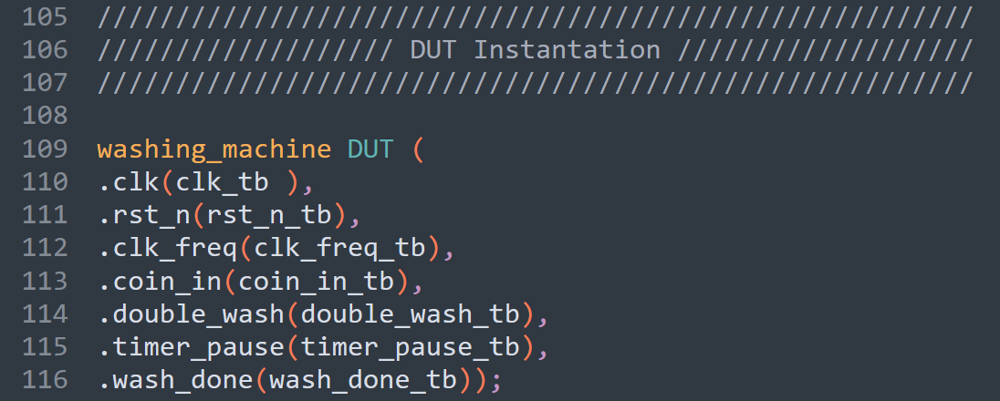 105 ////////////////////////////////////////////////////////
106 /////////////////// DUT Instantation ///////////////////
107 ////////////////////////////////////////////////////////
108
109 washing_machine DUT (
110 .clk(clk_tb ),
111 .rst_n(rst_n_tb),
112 .clk_freq(clk_freq_tb),
113 .coin_in(coin_in_tb),
114 .double_wash(double_wash_tb),
115 .timer_pause(timer_pause_tb),
116 .wash_done(wash_done_tb));